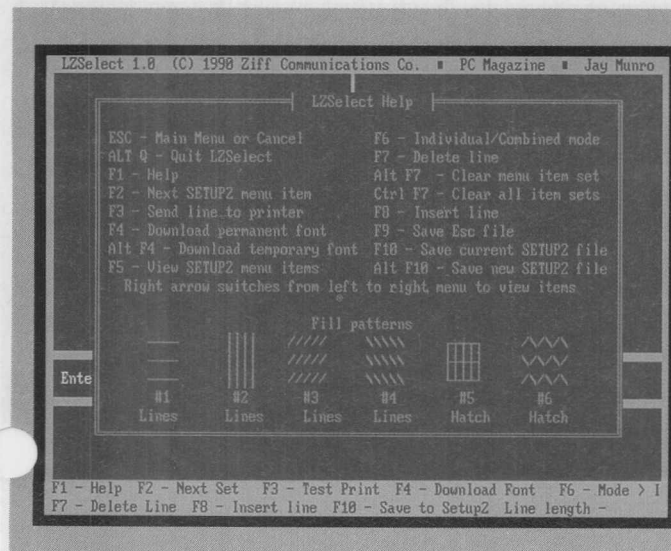 LZSelect 1.0 (C) 1990 Ziff Communications Co. ■ PC Magazine ■ Jay Munro
LZSelect Help
ESC - Main Menu or Cancel
ALT Q - Quit LZSelect
F1 - Help
F2 - Next SETUP2 menu item
F3 - Send line to printer
F4 - Download permanent font
Alt F4 - Download temporary font
F5 - View SETUP2 menu items
F6 - Individual/Combined mode
F7 - Delete line
Alt F7 - Clear menu item set
Ctrl F7 - Clear all item sets
F8 - Insert line
F9 - Save Esc file
F10 - Save current SETUP2 file
Alt F10 - Save new SETUP2 file
Right arrow switches from left to right menu to view items
Fill patterns
#1 #2 #3 #4 #5 #6
Lines Lines Lines Lines Hatch Hatch
Ente
F1 - Help F2 - Next Set F3 - Test Print F4 - Download Font F6 - Mode > I
F7 - Delete Line F8 - Insert line F10 - Save to Setup2 Line length -